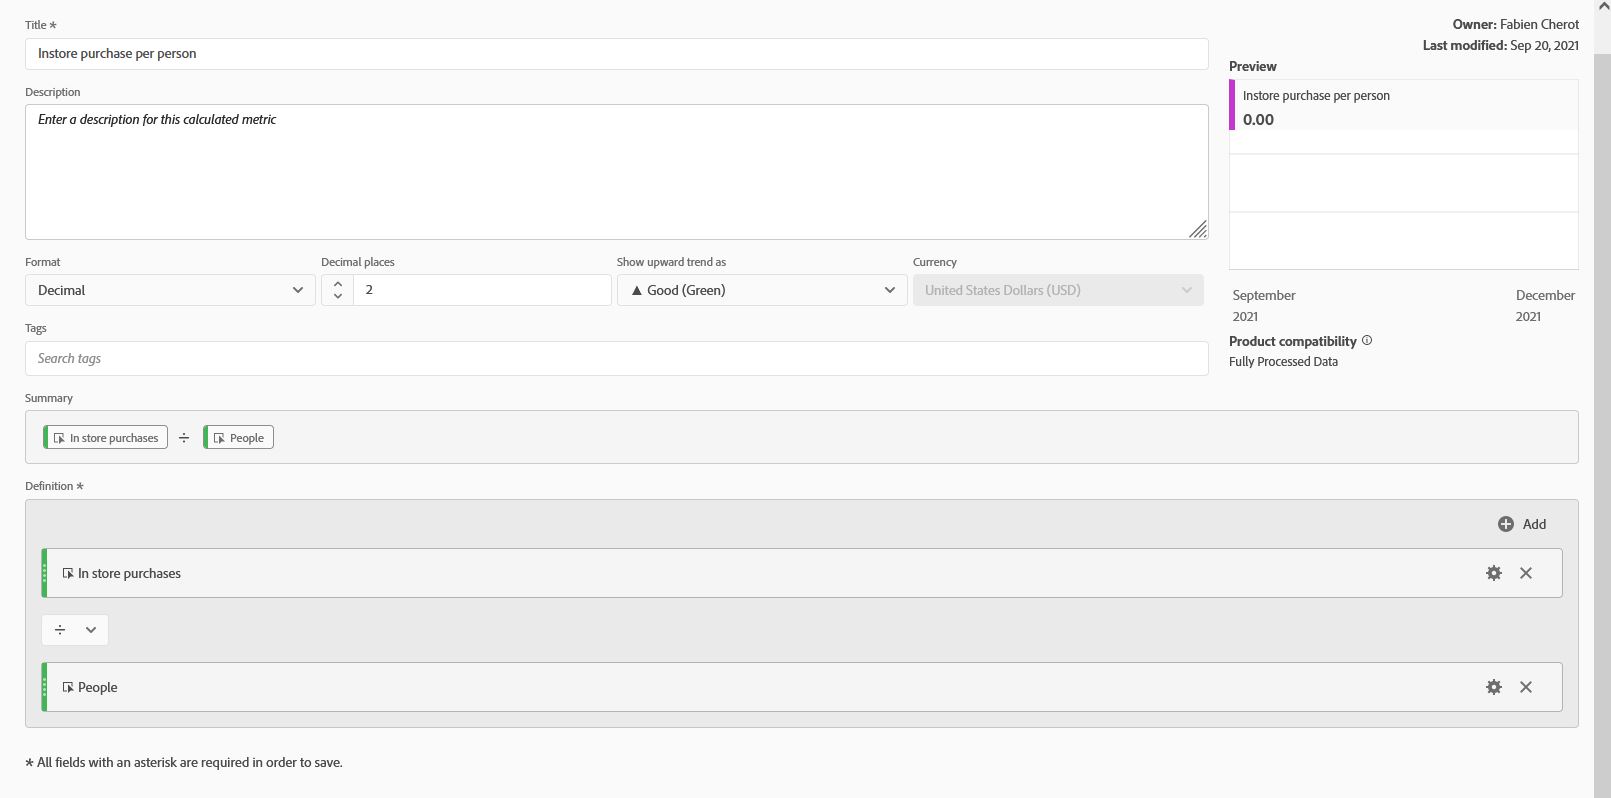 Title *
Instore purchase per person
Description
Enter a description for this calculated metric
Format
Decimal places
Show upward trend as
Currency
Decimal
2
▲ Good (Green)
United States Dollars (USD)
Tags
Search tags
Owner: Fabien Cherot
Last modified: Sep 20, 2021
Preview
Instore purchase per person
0.00
September
2021
December
2021
Product compatibility
Fully Processed Data
Summary
In store purchases ÷ People
Definition *
Add
In store purchases
÷
People
* All fields with an asterisk are required in order to save.